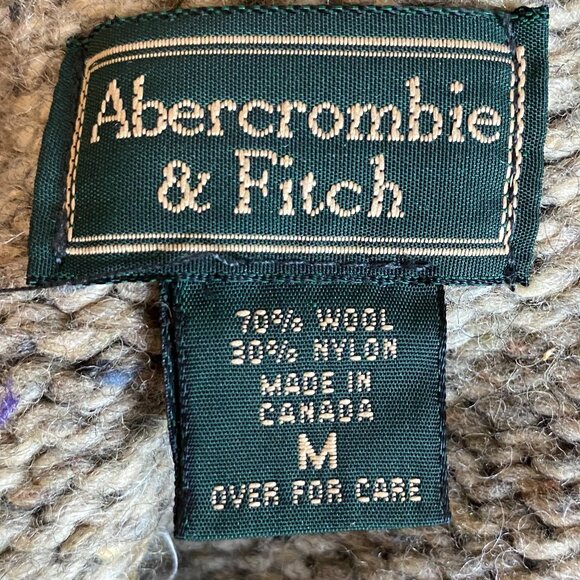 Abercrombie
& Fitch
70% WOOL
30% NYLON
MADE IN
CANADA
M
OVER FOR CARE